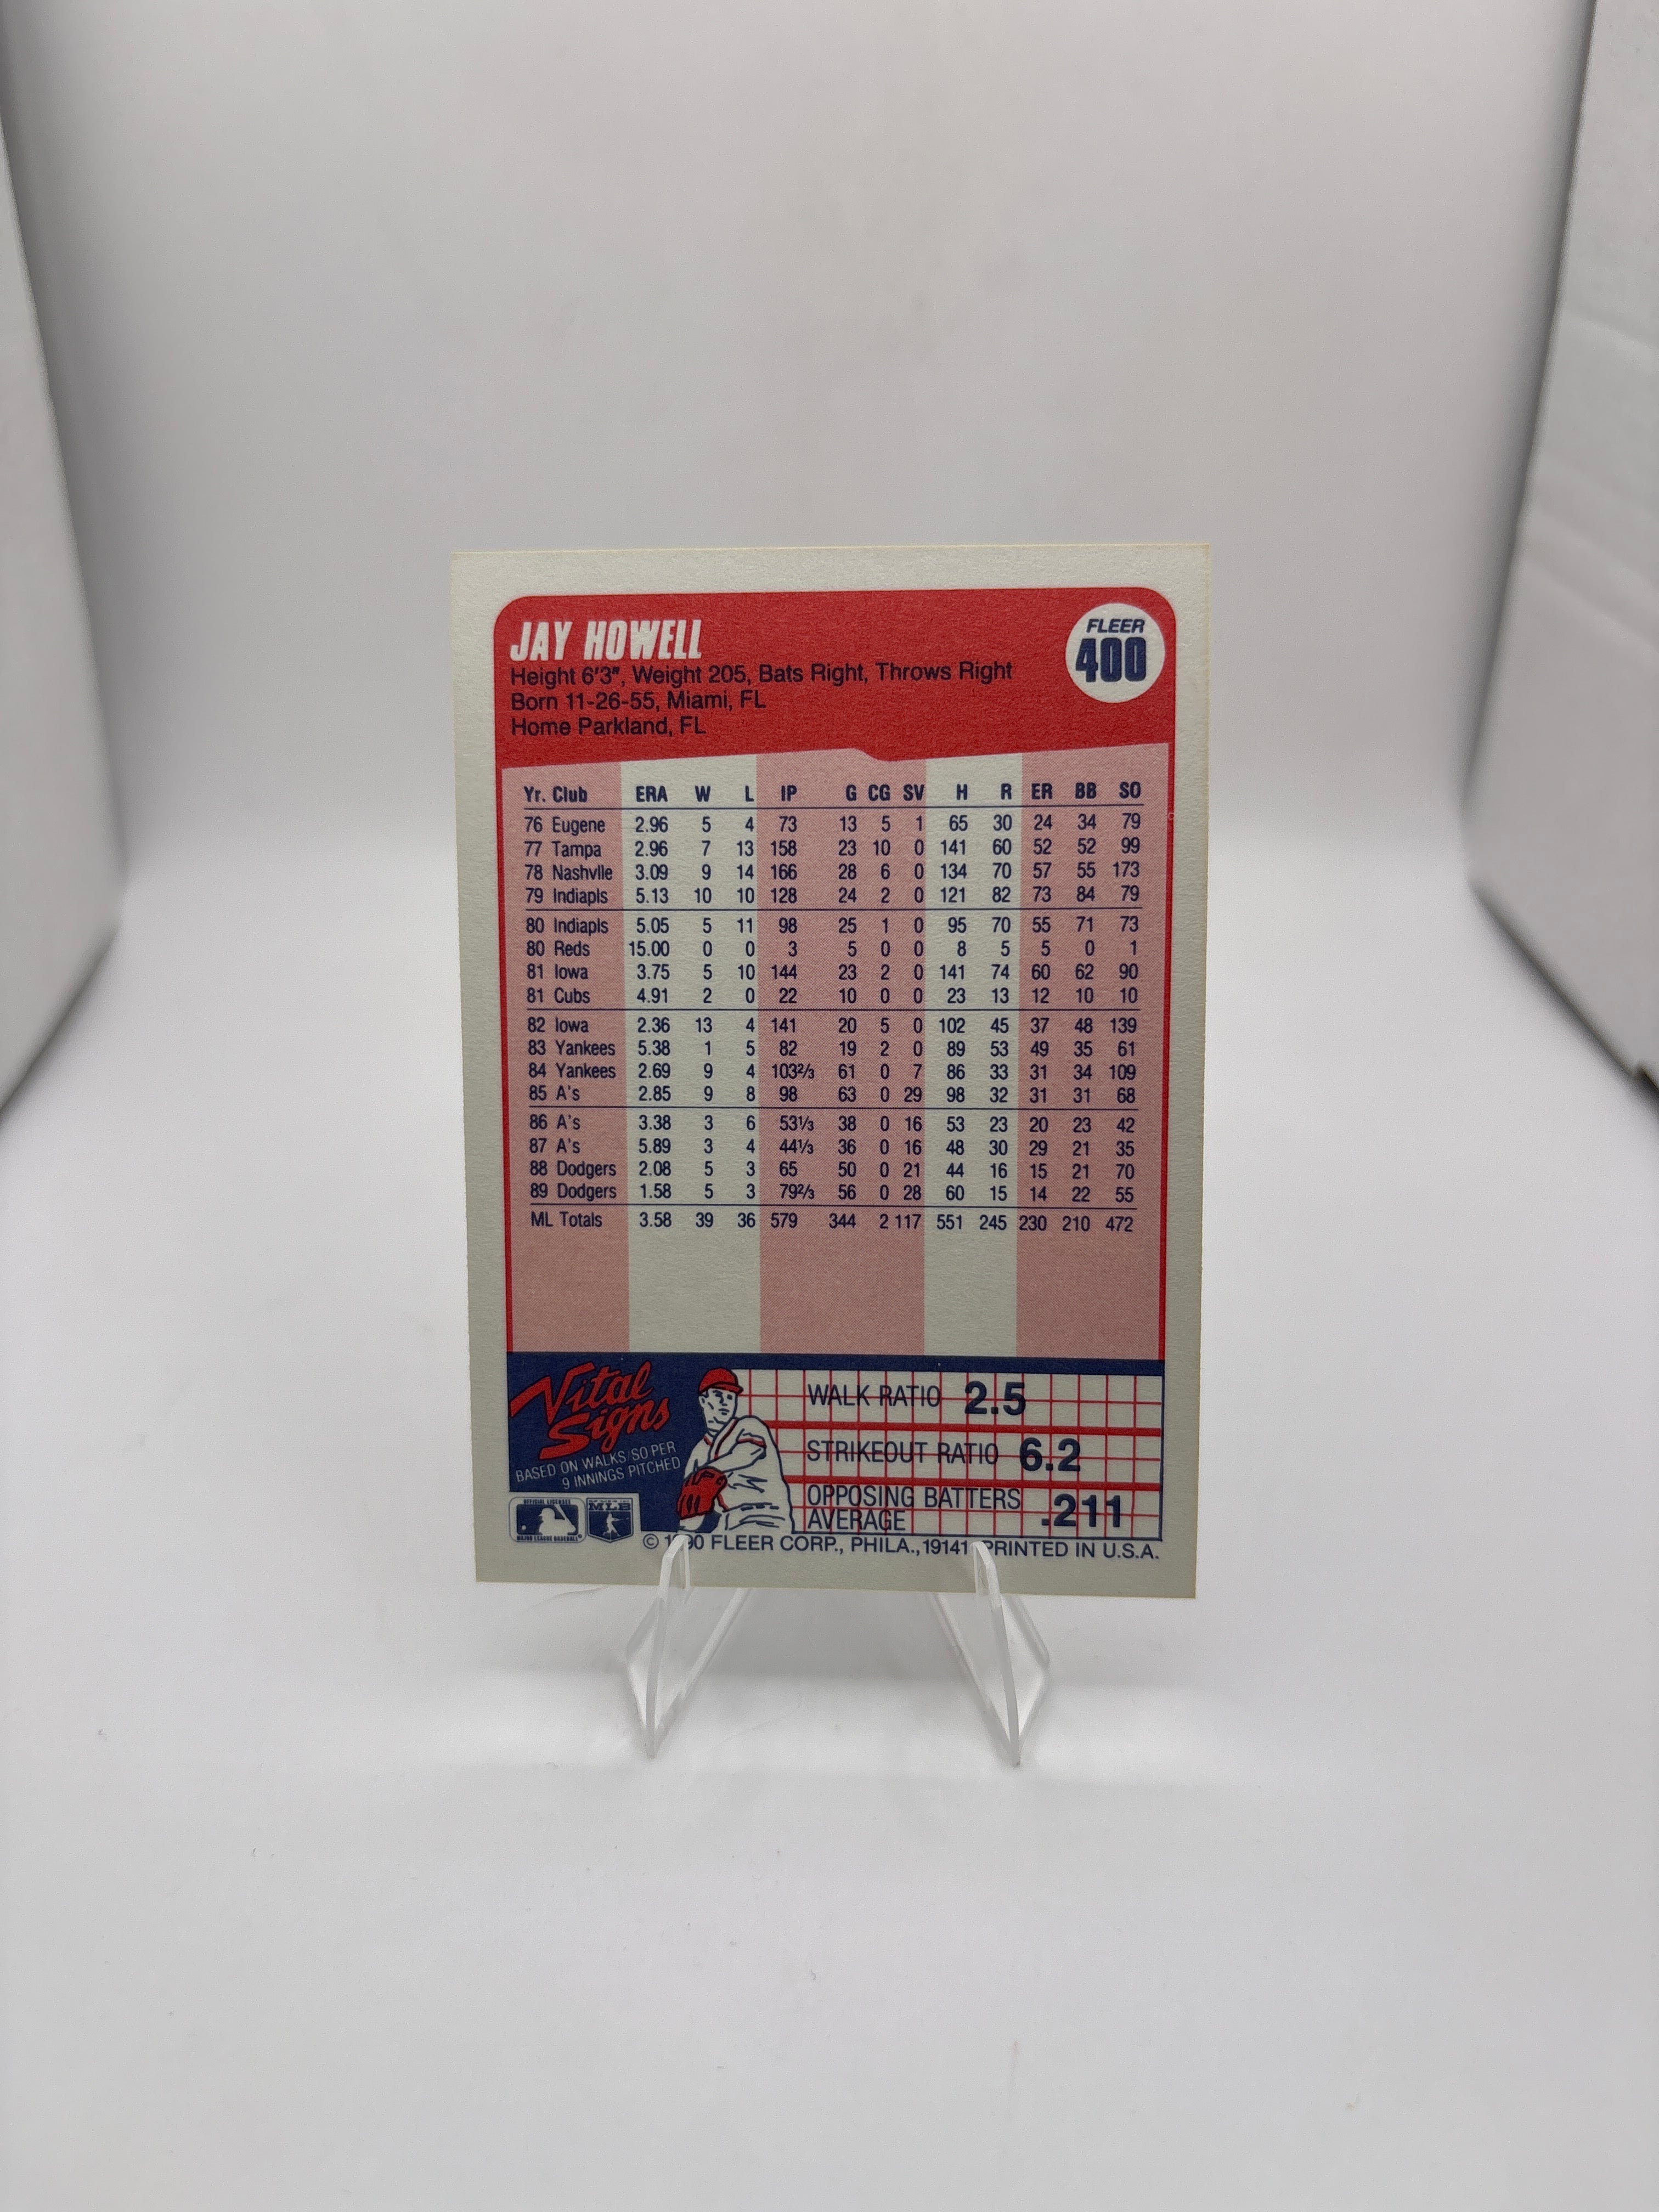 JAY HOWELL
FLEER
400
Height 6'3", Weight 205, Bats Right, Throws Right
Born 11-26-55, Miami, FL
Home Parkland, FL
Yr. Club ERA W L IP G CG SV H R ER BB SO
76 Eugene 2.96 5 4 73 13 5 1 65 30 24 34 79
77 Tampa 2.96 7 13 158 23 10 0 141 60 52 52 99
78 Nashvlle 3.09 9 14 166 28 6 0 134 70 57 55 173
79 Indiapls 5.13 10 10 128 24 2 0 121 82 73 84 79
80 Indiapls 5.05 5 11 98 25 1 0 95 70 55 71 73
80 Reds 15.00 0 0 3 5 0 0 8 5 5 0 1
81 Iowa 3.75 5 10 144 23 2 0 141 74 60 62 90
81 Cubs 4.91 2 0 22 10 0 0 23 13 12 10 10
82 Iowa 2.36 13 4 141 20 5 0 102 45 37 48 139
83 Yankees 5.38 1 5 82 19 2 0 89 53 49 35 61
84 Yankees 2.69 9 4 103⅔ 61 0 7 86 33 31 34 109
85 A's 2.85 9 8 98 63 0 29 98 32 31 31 68
86 A's 3.38 3 6 53⅓ 38 0 16 53 23 20 23 42
87 A's 5.89 3 4 44⅓ 36 0 16 48 30 29 21 35
88 Dodgers 2.08 5 3 65 50 0 21 44 16 15 21 70
89 Dodgers 1.58 5 3 79⅔ 56 0 28 60 15 14 22 55
ML Totals 3.58 39 36 579 344 2 117 551 245 230 210 472
Vital
Signs
BASED ON WALKS/SO PER
9 INNINGS PITCHED
WALK RATIO 2.5
STRIKEOUT RATIO 6.2
OPPOSING BATTERS
AVERAGE .211
OFFICIAL LICENSEE
MAJOR LEAGUE BASEBALL
MLB
© 1990 FLEER CORP., PHILA., 19141 PRINTED IN U.S.A.